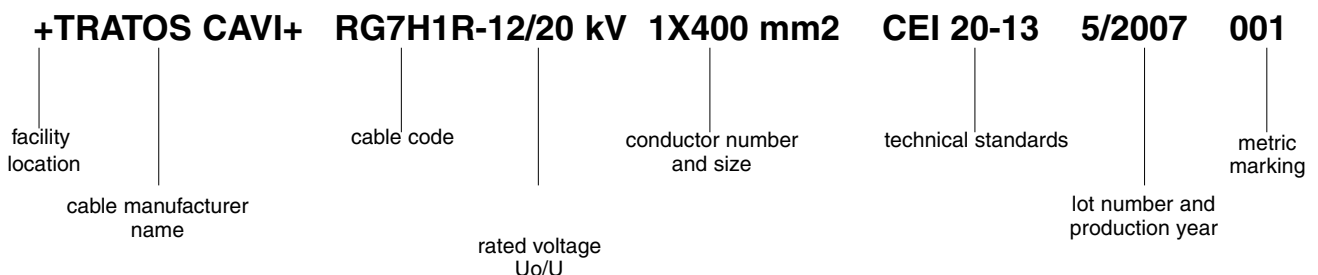 +TRATOS CAVI+ RG7H1R-12/20 kV 1X400 mm2 CEI 20-13 5/2007 001
facility
location
cable code
conductor number
and size
technical standards
metric
marking
cable manufacturer
name
lot number and
production year
rated voltage
Uo/U